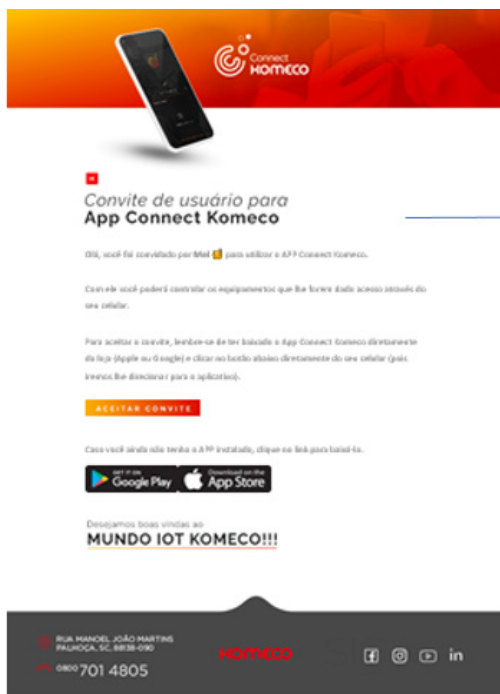 Connect
KOMECO
Convite de usuário para
App Connect Komeco
Olá, você foi convidado por Mel para utilizar o APP Connect Komeco.
Com ele você poderá controlar os equipamentos que lhe forem dado acesso através do
seu celular.
Para aceitar o convite, lembre-se de ter baixado o App Connect Komeco diretamente
da loja (Apple ou Google) e clicar no botão abaixo diretamente do seu celular (pois
iremos lhe direcionar para o aplicativo).
ACEITAR CONVITE
Caso você ainda não tenha o APP instalado, clique no link para baixá-lo.
GET IT ON
Google Play
Download on the
App Store
Desejamos boas vindas ao
MUNDO IOT KOMECO!!!
RUA MANOEL JOÃO MARTINS
PALHOÇA, SC, 88138-090
0800 701 4805
KOMECO
in